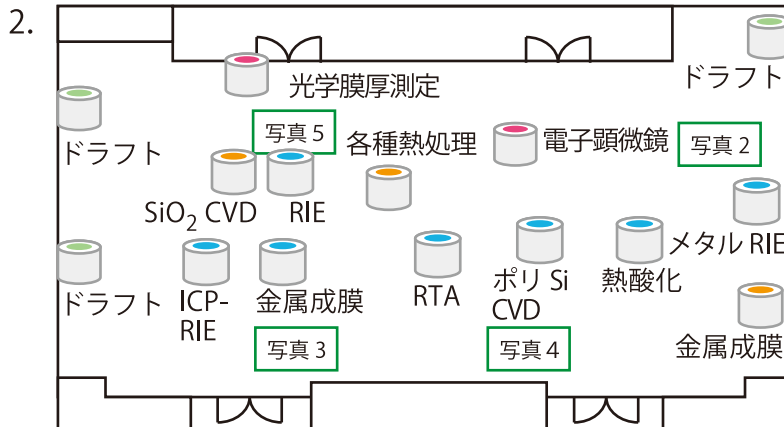 2.
ドラフト
光学膜厚測定
写真 5
各種熱処理
電子顕微鏡
写真 2
ドラフト
SiO₂ CVD
RIE
メタル RIE
ドラフト
ICP-
RIE
金属成膜
RTA
ポリ Si
CVD
熱酸化
写真 3
写真 4
金属成膜